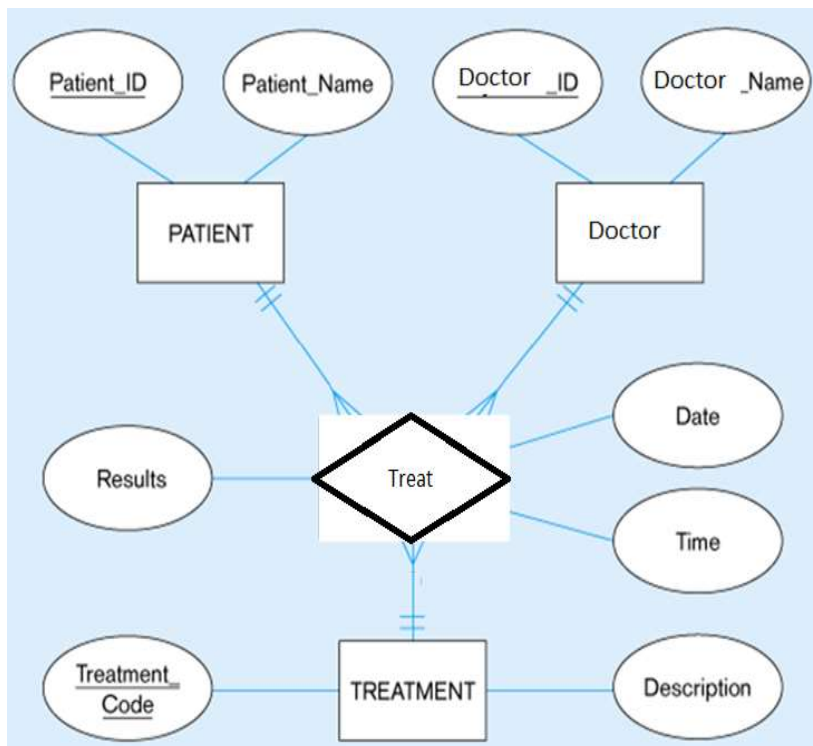 Patient_ID
Patient_Name
Doctor _ID
Doctor _Name
PATIENT
Doctor
Date
Results
Treat
Time
Treatment_
Code
TREATMENT
Description